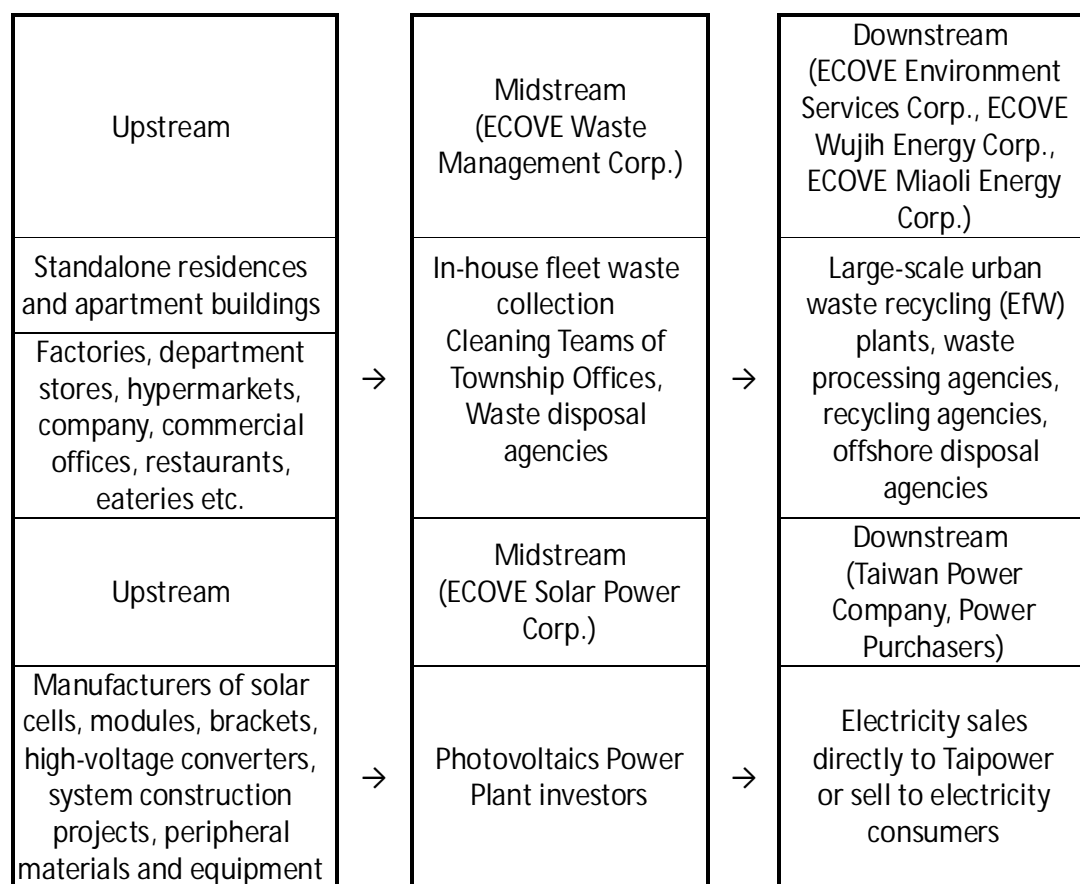 Upstream
Midstream
(ECOVE Waste
Management Corp.)
Downstream
(ECOVE Environment
Services Corp., ECOVE
Wujih Energy Corp.,
ECOVE Miaoli Energy
Corp.)
Standalone residences
and apartment buildings
Factories, department
stores, hypermarkets,
company, commercial
offices, restaurants,
eateries etc.
→
In-house fleet waste
collection
Cleaning Teams of
Township Offices,
Waste disposal
agencies
→
Large-scale urban
waste recycling (EfW)
plants, waste
processing agencies,
recycling agencies,
offshore disposal
agencies
Upstream
Midstream
(ECOVE Solar Power
Corp.)
Downstream
(Taiwan Power
Company, Power
Purchasers)
Manufacturers of solar
cells, modules, brackets,
high-voltage converters,
system construction
projects, peripheral
materials and equipment
→
Photovoltaics Power
Plant investors
→
Electricity sales
directly to Taipower
or sell to electricity
consumers